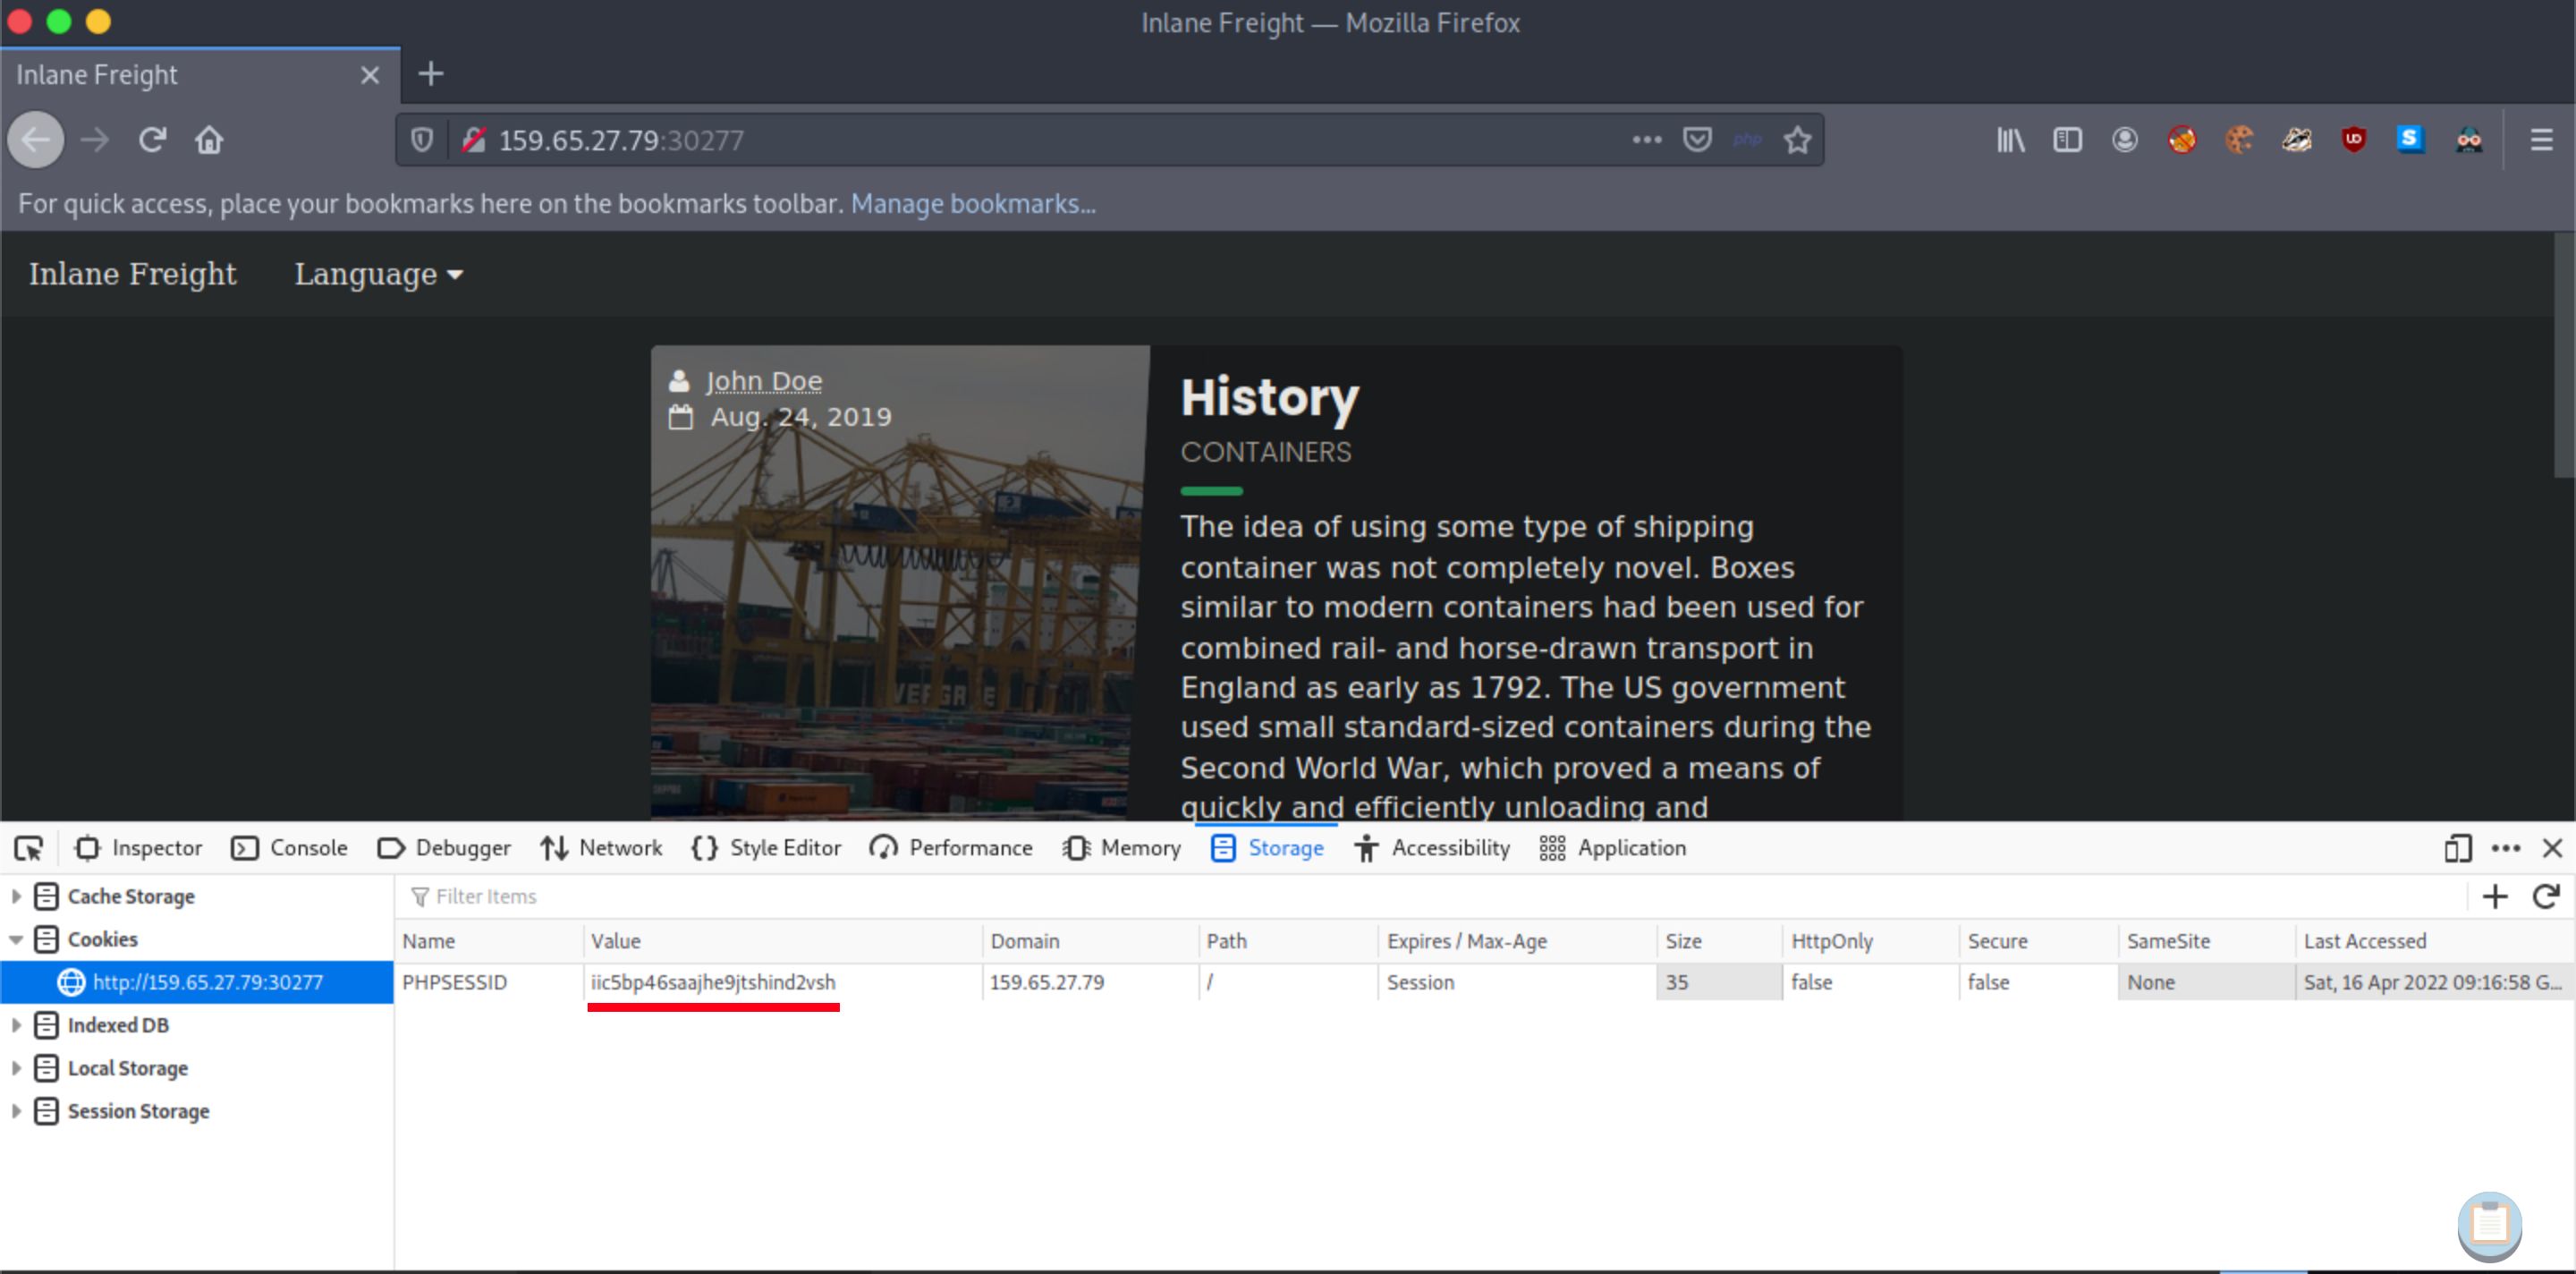 Inlane Freight — Mozilla Firefox
Inlane Freight
159.65.27.79:30277
php
For quick access, place your bookmarks here on the bookmarks toolbar. Manage bookmarks...
Inlane Freight Language
John Doe
Aug. 24, 2019
History
CONTAINERS
The idea of using some type of shipping
container was not completely novel. Boxes
similar to modern containers had been used for
combined rail- and horse-drawn transport in
England as early as 1792. The US government
used small standard-sized containers during the
Second World War, which proved a means of
quickly and efficiently unloading and
Inspector Console Debugger Network Style Editor Performance Memory Storage Accessibility Application
Cache Storage
Cookies
http://159.65.27.79:30277
Indexed DB
Local Storage
Session Storage
Filter Items
Name Value Domain Path Expires / Max-Age Size HttpOnly Secure SameSite Last Accessed
PHPSESSID iic5bp46saajhe9jtshind2vsh 159.65.27.79 / Session 35 false false None Sat, 16 Apr 2022 09:16:58 G...